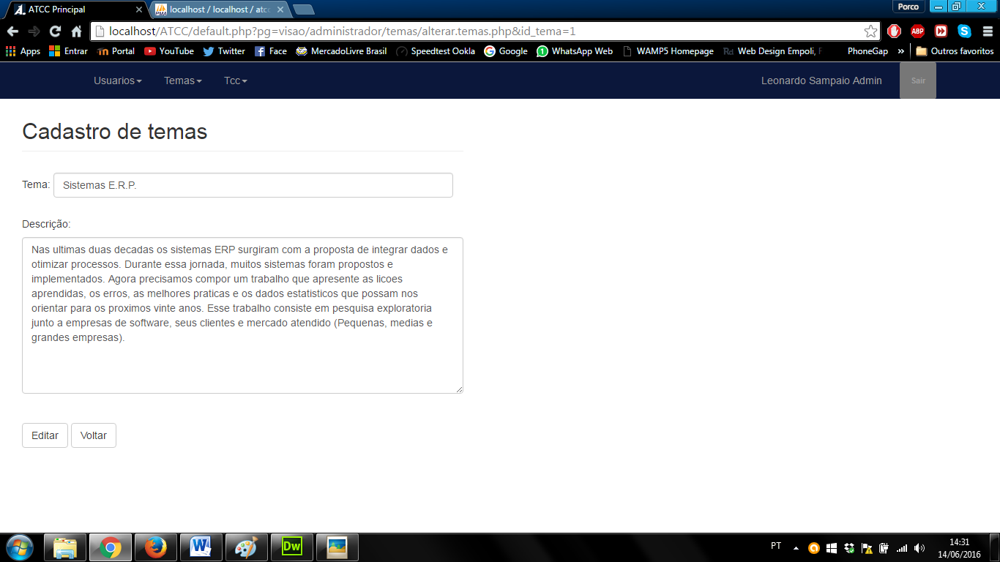 ATCC Principal
localhost / localhost / atcc
Porco
localhost/ATCC/default.php?pg=visao/administrador/temas/alterar.temas.php&id_tema=1
ABP
Apps Entrar Portal YouTube Twitter Face MercadoLivre Brasil Speedtest Ookla Google WhatsApp Web WAMP5 Homepage Rd Web Design Empoli, F PhoneGap » Outros favoritos
Usuarios Temas Tcc Leonardo Sampaio Admin Sair
Cadastro de temas
Tema: Sistemas E.R.P.
Descrição:
Nas ultimas duas decadas os sistemas ERP surgiram com a proposta de integrar dados e
otimizar processos. Durante essa jornada, muitos sistemas foram propostos e
implementados. Agora precisamos compor um trabalho que apresente as licoes
aprendidas, os erros, as melhores praticas e os dados estatisticos que possam nos
orientar para os proximos vinte anos. Esse trabalho consiste em pesquisa exploratoria
junto a empresas de software, seus clientes e mercado atendido (Pequenas, medias e
grandes empresas).
Editar Voltar
Dw
PT
14:31
14/06/2016